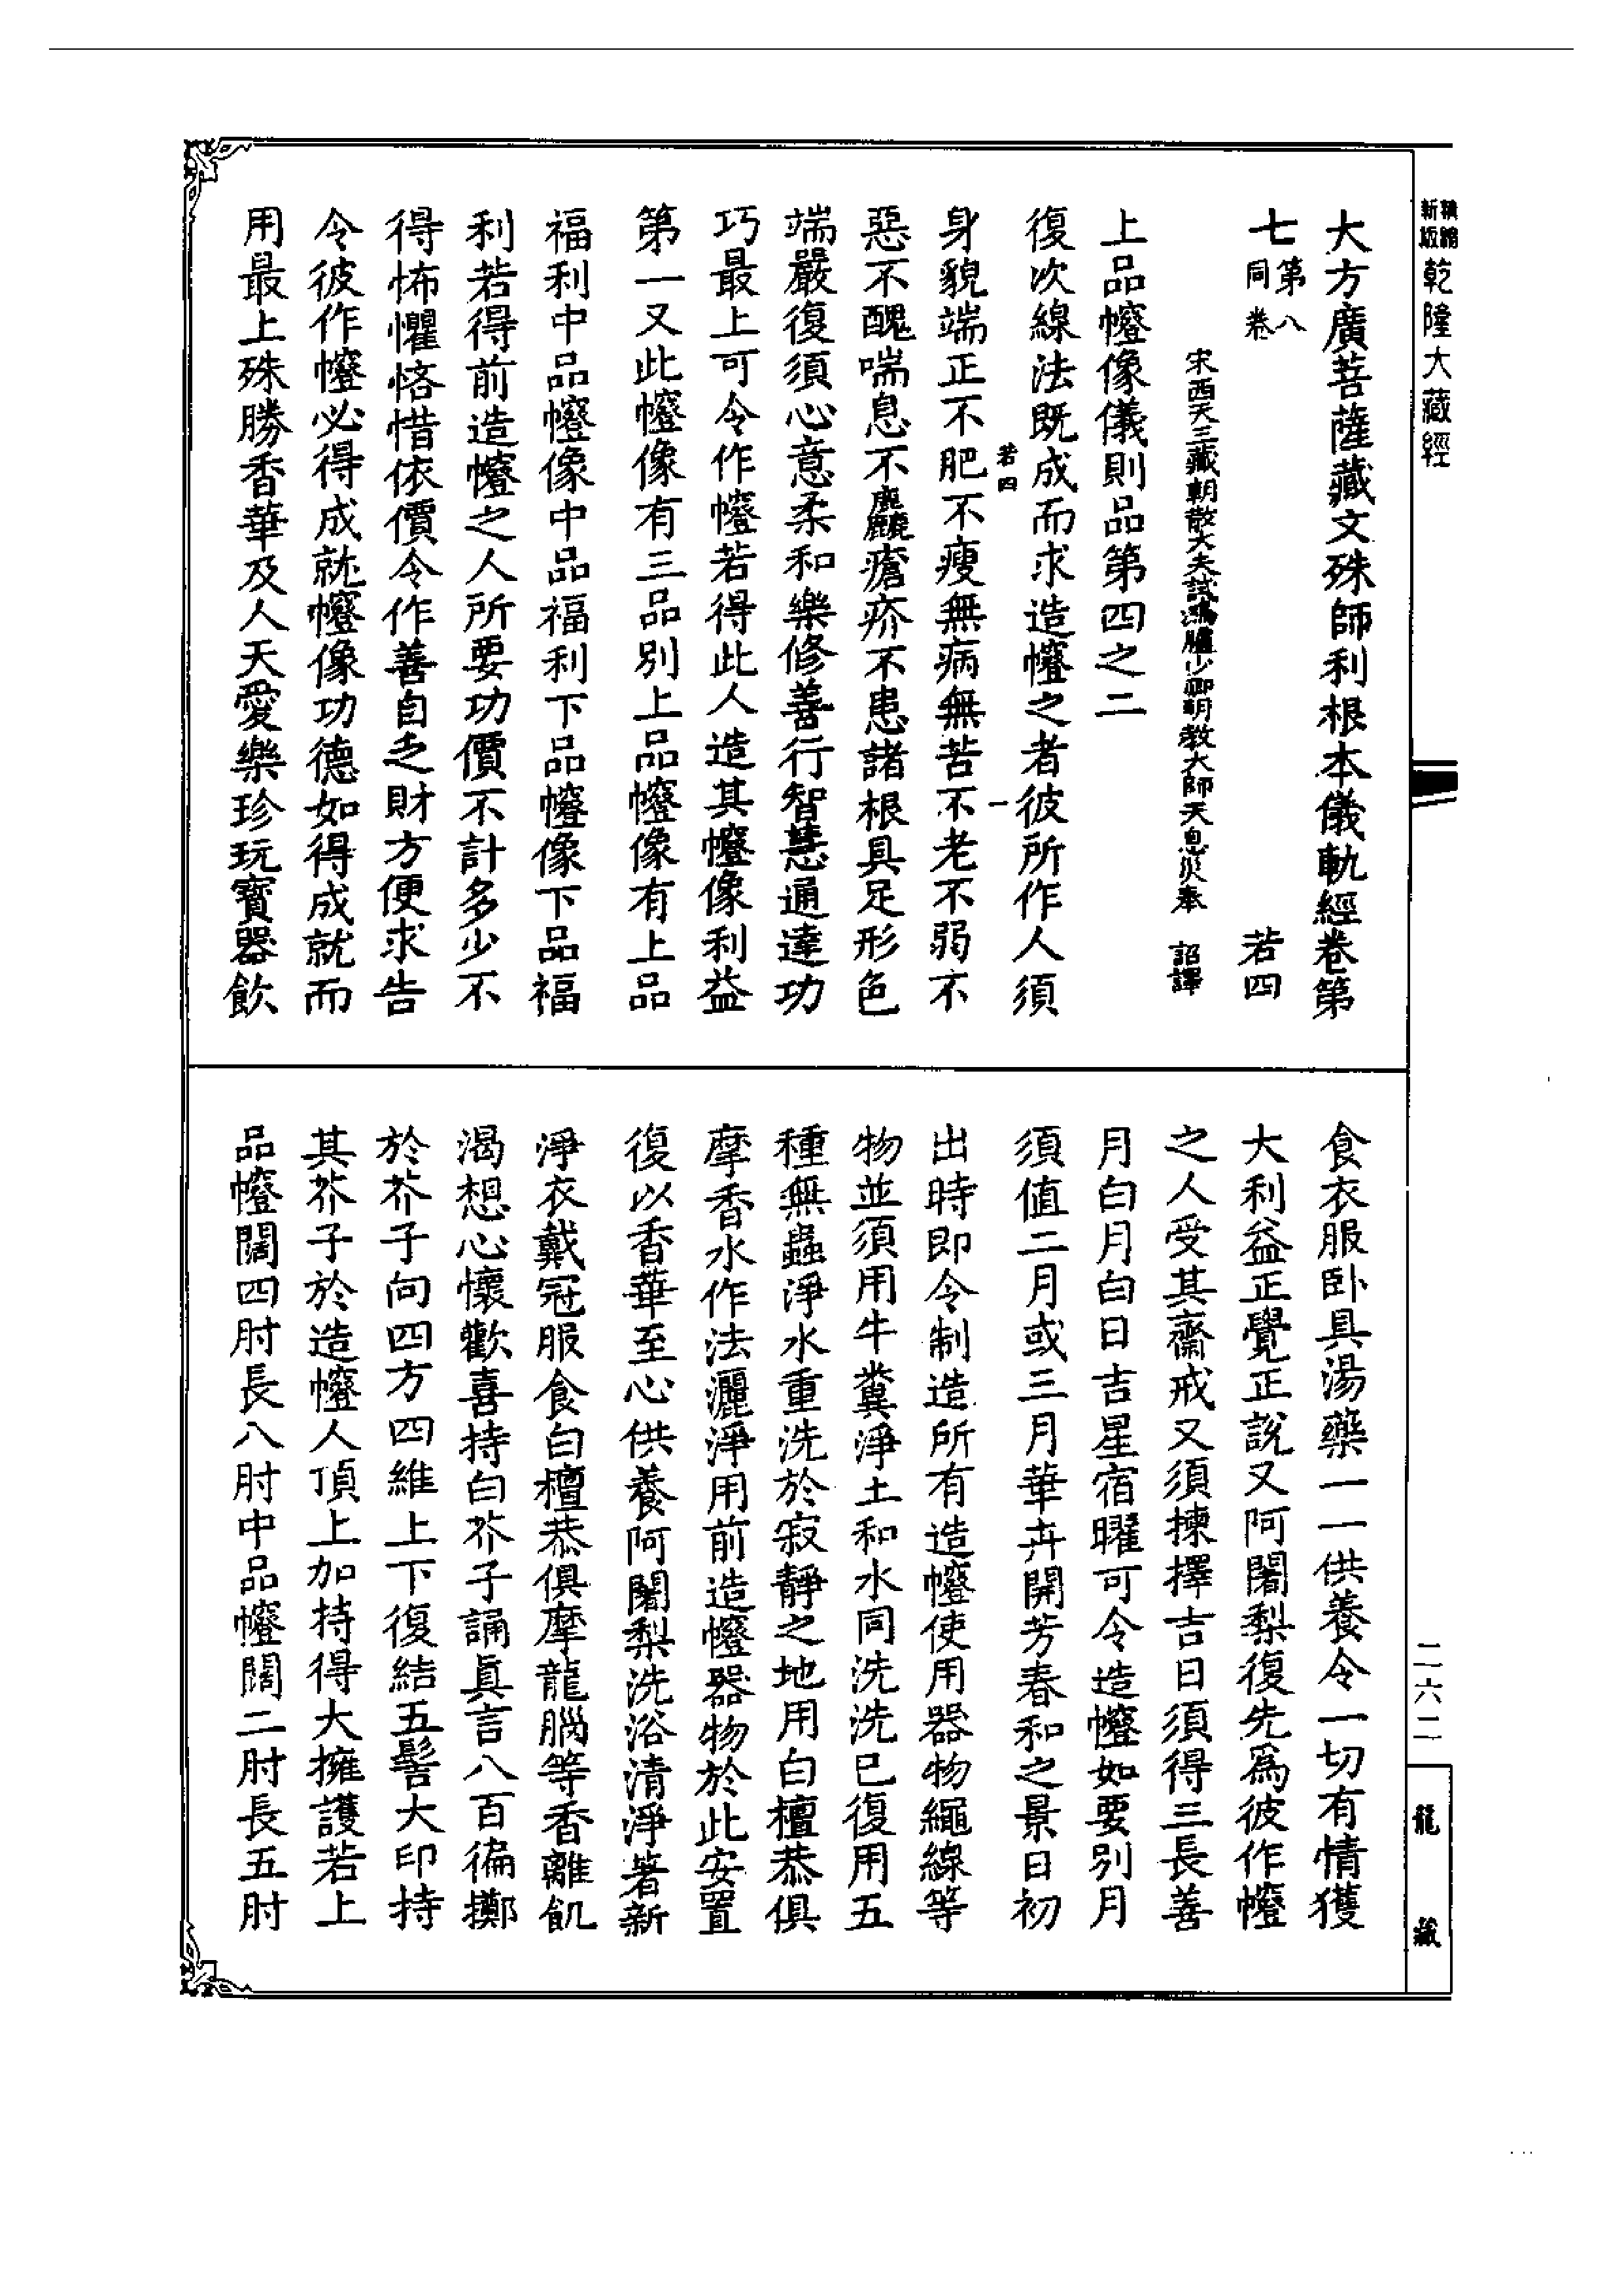 新版精縮乾隆大藏經
大方廣菩薩藏文殊師利根本儀軌經卷第
七第八同卷 若四
宋西天三藏朝散大夫試鴻臚少卿明教大師天息災奉 詔譯
上品㡧像儀則品第四之二
復次線法既成而求造㡧之者彼所作人須
若四 一
身貌端正不肥不瘦無病無苦不老不弱不
惡不醜喘息不麤瘡疥不患諸根具足形色
端嚴復須心意柔和樂修善行智慧通達功
巧最上可令作㡧若得此人造其㡧像利益
第一又此㡧像有三品別上品㡧像有上品
福利中品㡧像中品福利下品㡧像下品福
利若得前造㡧之人所要功價不計多少不
得怖懼悋惜依價令作善自乏財方便求告
令彼作㡧必得成就㡧像功德如得成就而
用最上殊勝香華及人天愛樂珍玩寶器飲
食衣服卧具湯藥一一供養令一切有情獲
大利益正覺正說又阿闍梨復先爲彼作㡧
之人受其齋戒又須揀擇吉日須得三長善
月白月白日吉星宿曜可令造㡧如要別月
須值二月或三月華卉開芳春和之景日初
出時即令制造所有造㡧使用器物繩線等
物並須用牛糞淨土和水同洗洗已復用五
種無蟲淨水重洗於寂靜之地用白檀恭俱
摩香水作法灑淨用前造㡧器物於此安置
復以香華至心供養阿闍梨洗浴清淨著新
淨衣戴冠服食白檀恭俱摩龍腦等香離飢
渴想心懷歡喜持白芥子誦眞言八百徧擲
於芥子向四方四維上下復結五髻大印持
其芥子於造㡧人頂上加持得大擁護若上
品㡧闊四肘長八肘中品㡧闊二肘長五肘
二六二
龍藏